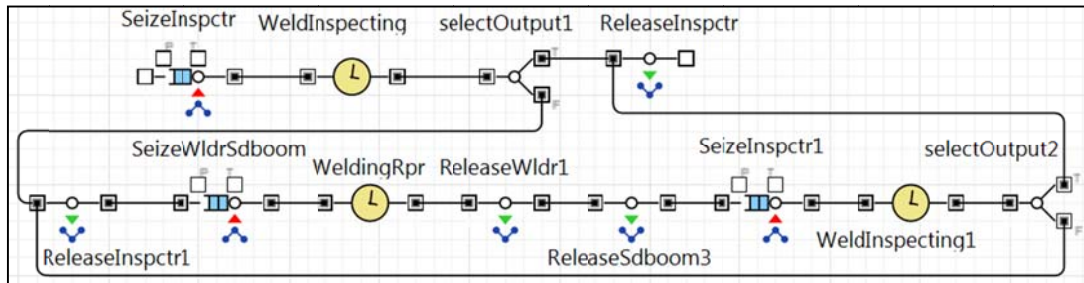 SeizeInspctr WeldInspecting selectOutput1 ReleaseInspctr
P T
T
F
SeizeWldrSdboom WeldingRpr ReleaseWldr1 SeizeInspctr1 selectOutput2
P T P T
T
F
ReleaseInspctr1 ReleaseSdboom3 WeldInspecting1